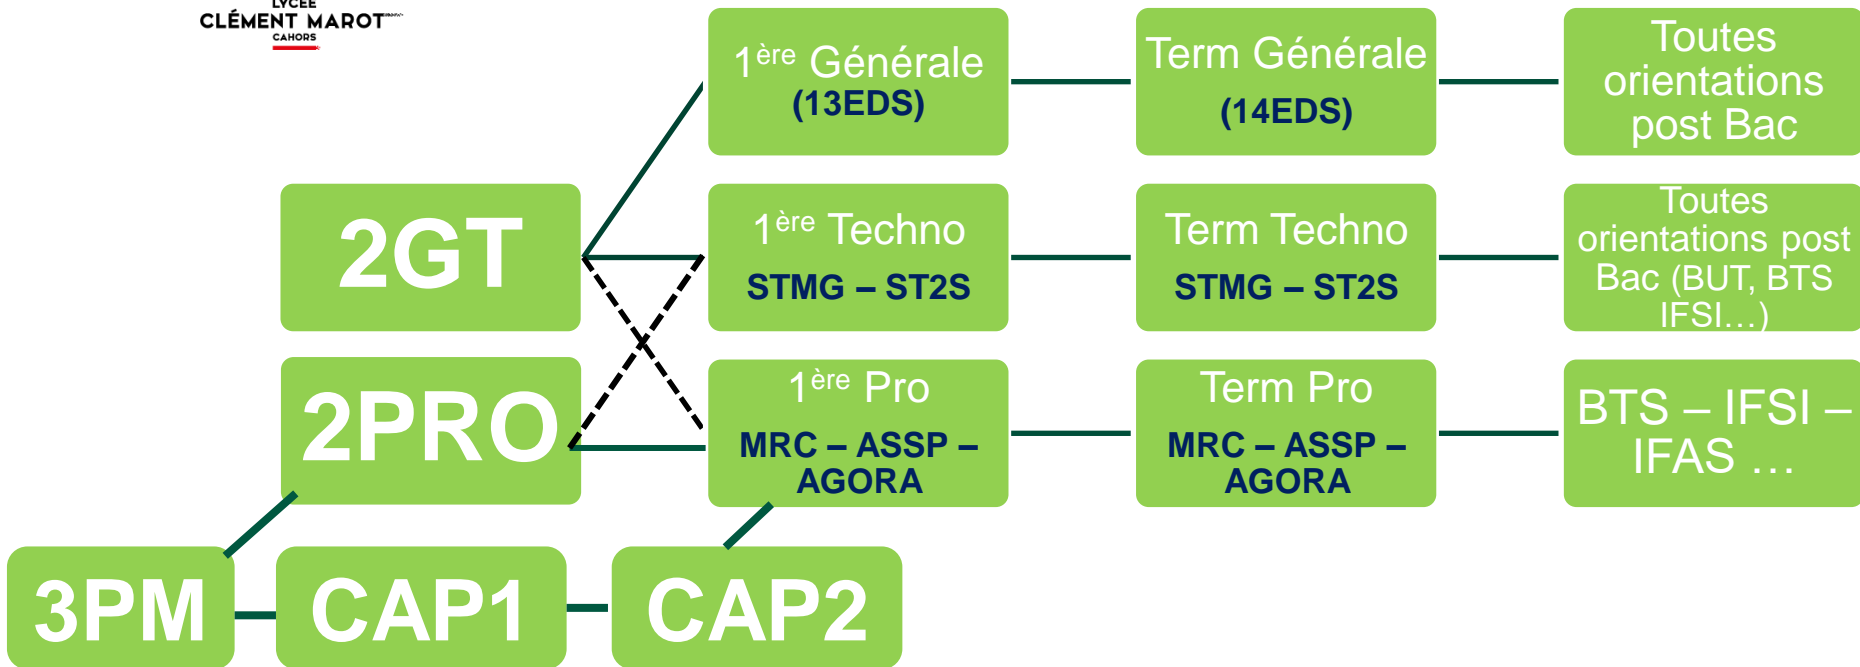 LYCÉE
CLÉMENT MAROT
CAHORS
1ère Générale
(13EDS)
Term Générale
(14EDS)
Toutes
orientations
post Bac
2GT
1ère Techno
STMG – ST2S
Term Techno
STMG – ST2S
Toutes
orientations post
Bac (BUT, BTS
IFSI…)
2PRO
1ère Pro
MRC – ASSP –
AGORA
Term Pro
MRC – ASSP –
AGORA
BTS – IFSI –
IFAS …
3PM
CAP1
CAP2